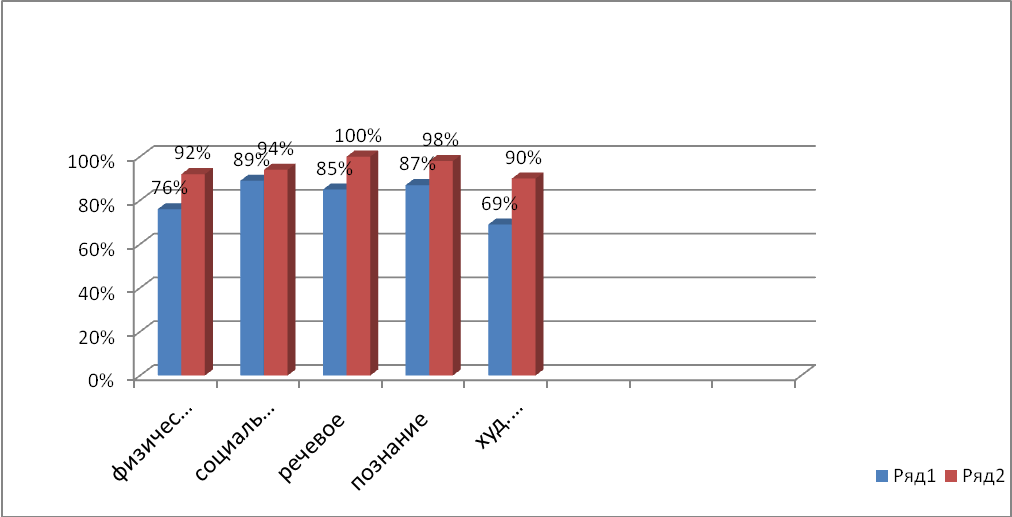 100%
98%
92%
94%
90%
89%
85%
87%
76%
69%
100%
80%
60%
40%
20%
0%
физичес...
социаль...
речевое
познание
худ....
Ряд1
Ряд2